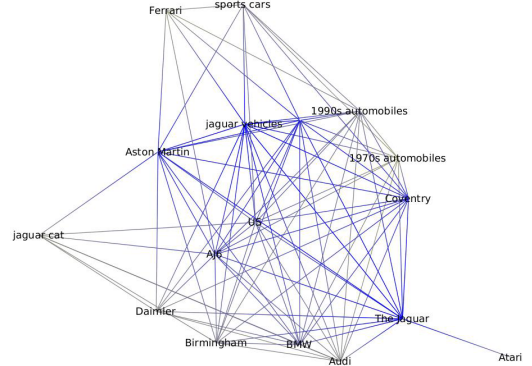 sports cars
Ferrari
1990s automobiles
jaguar vehicles
Aston Martin
1970s automobiles
Coventry
US
jaguar cat
AJ6
Daimler
The Jaguar
Birmingham
BMW
Atari
Audi